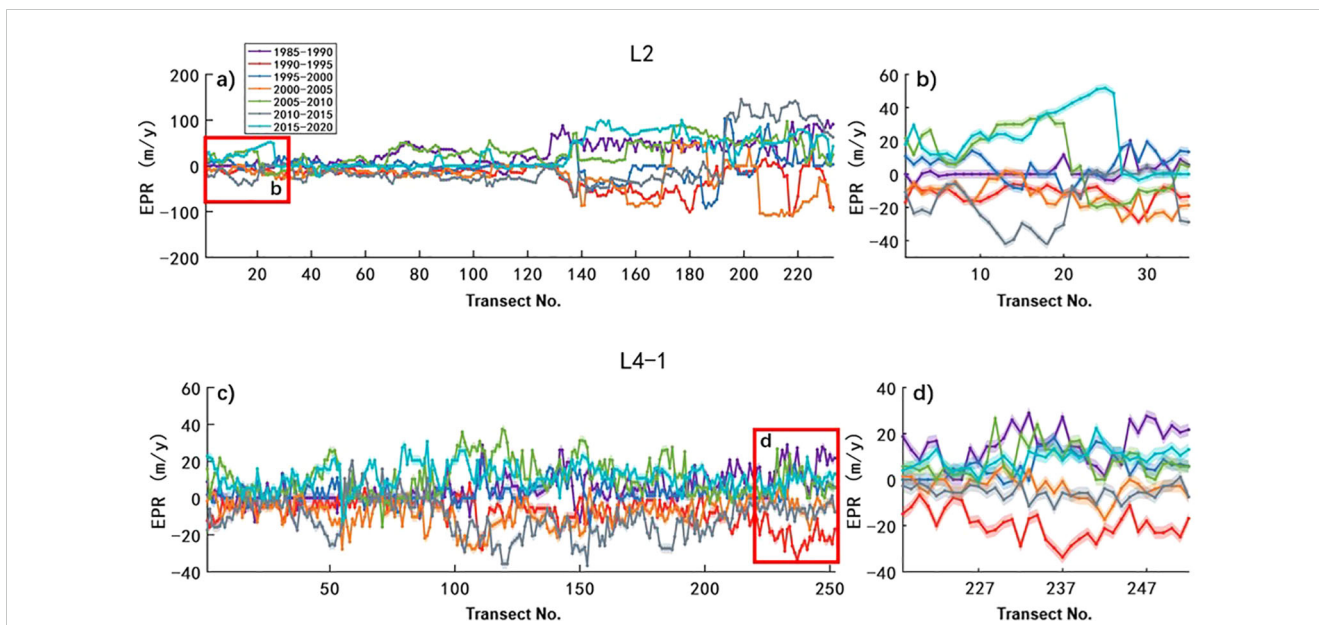 L2
a)
1985-1990
1990-1995
1995-2000
2000-2005
2005-2010
2010-2015
2015-2020
200
100
0
-100
-200
EPR (m/y)
b
20 40 60 80 100 120 140 160 180 200 220
Transect No.
b)
60
40
20
0
-20
-40
EPR (m/y)
10 20 30
Transect No.
L4-1
c)
60
40
20
0
-20
-40
EPR (m/y)
d
50 100 150 200 250
Transect No.
d)
40
20
0
-20
-40
EPR (m/y)
227 237 247
Transect No.